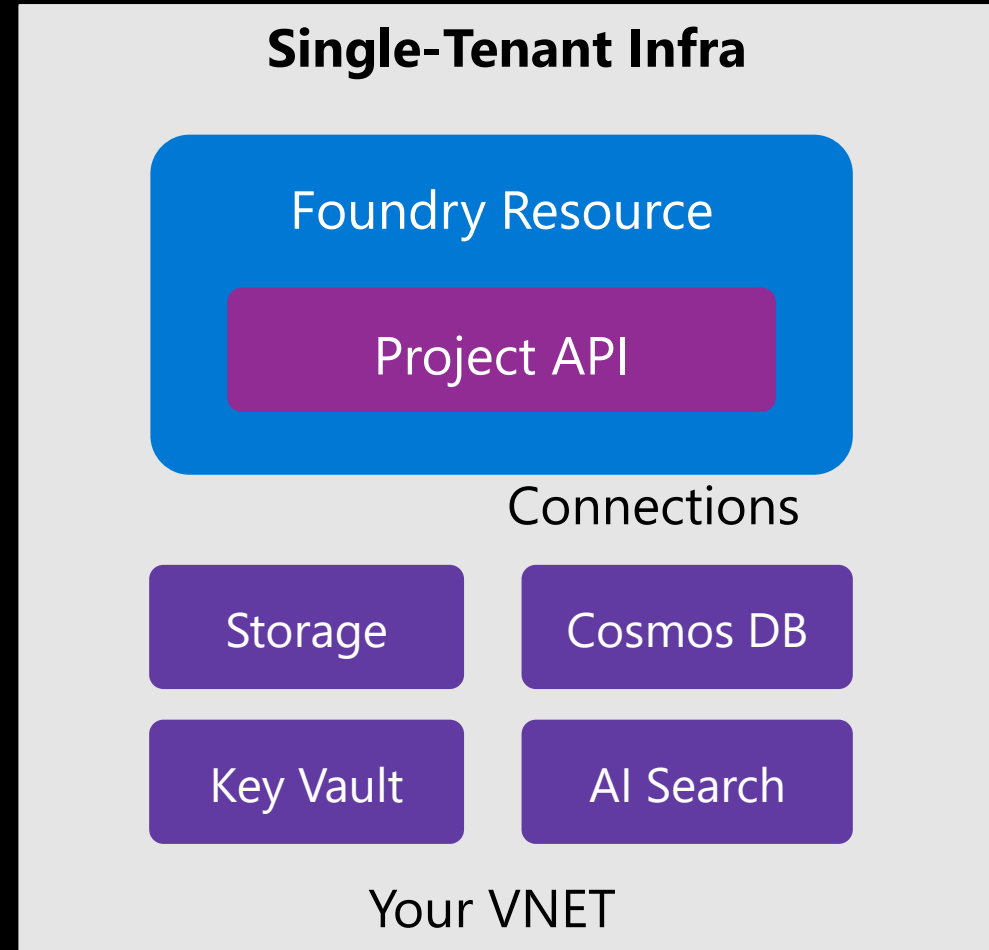 Single-Tenant Infra
Foundry Resource
Project API
Connections
Storage
Cosmos DB
Key Vault
AI Search
Your VNET